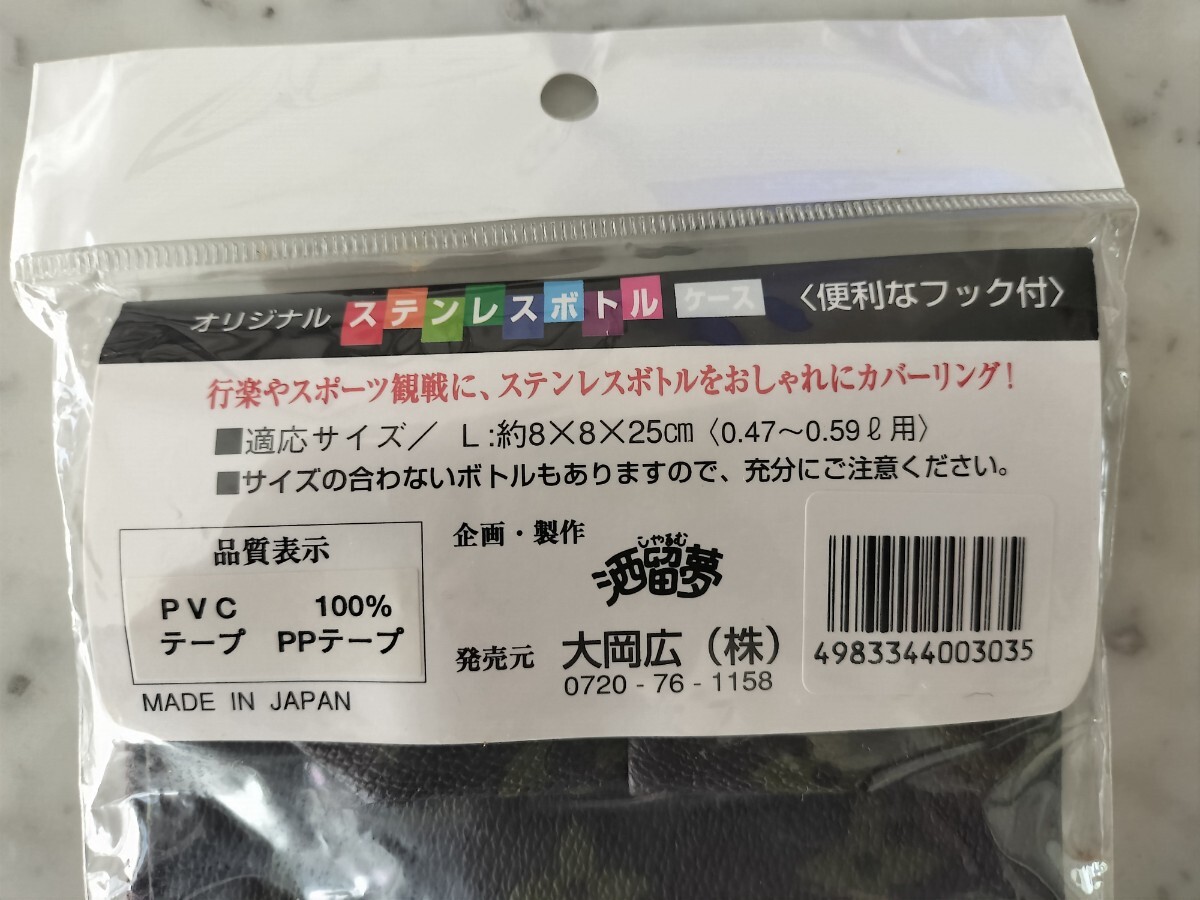 オリジナル ステンレスボトル ケース 〈便利なフック付〉
行楽やスポーツ観戦に、ステンレスボトルをおしゃれにカバーリング！
■適応サイズ／ L:約8×8×25㎝〈0.47〜0.59ℓ用〉
■サイズの合わないボトルもありますので、充分にご注意ください。
品質表示
PVC 100%
テープ PPテープ
MADE IN JAPAN
企画・製作
しゃるむ
洒留夢
発売元 大岡広（株）
0720-76-1158
4983344003035